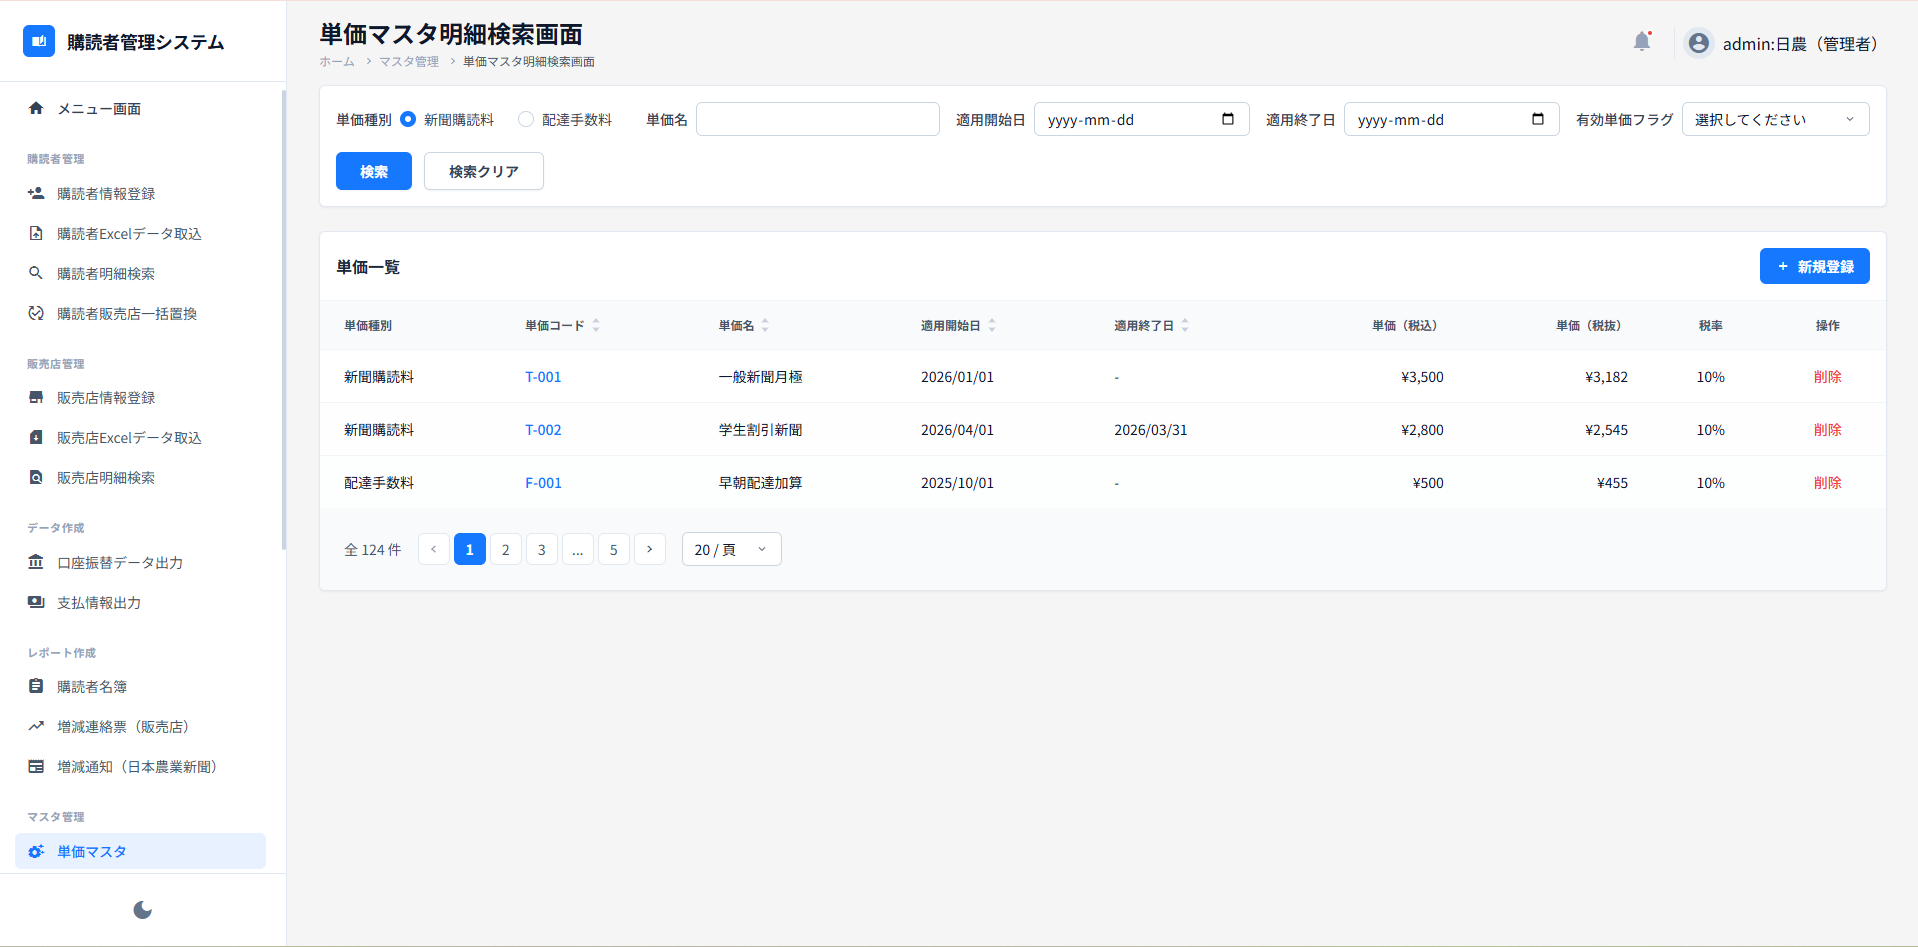 購読者管理システム
メニュー画面
購読者管理
購読者情報登録
購読者Excelデータ取込
購読者明細検索
購読者販売店一括置換
販売店管理
販売店情報登録
販売店Excelデータ取込
販売店明細検索
データ作成
口座振替データ出力
支払情報出力
レポート作成
購読者名簿
増減連絡票（販売店）
増減通知（日本農業新聞）
マスタ管理
単価マスタ
単価マスタ明細検索画面
ホーム > マスタ管理 > 単価マスタ明細検索画面
admin:日農（管理者）
単価種別 新聞購読料 配達手数料 単価名 適用開始日 yyyy-mm-dd 適用終了日 yyyy-mm-dd 有効単価フラグ 選択してください
検索 検索クリア
単価一覧
+ 新規登録
単価種別 単価コード 単価名 適用開始日 適用終了日 単価（税込） 単価（税抜） 税率 操作
新聞購読料 T-001 一般新聞月極 2026/01/01 - ¥3,500 ¥3,182 10% 削除
新聞購読料 T-002 学生割引新聞 2026/04/01 2026/03/31 ¥2,800 ¥2,545 10% 削除
配達手数料 F-001 早朝配達加算 2025/10/01 - ¥500 ¥455 10% 削除
全 124 件 < 1 2 3 ... 5 > 20 / 頁